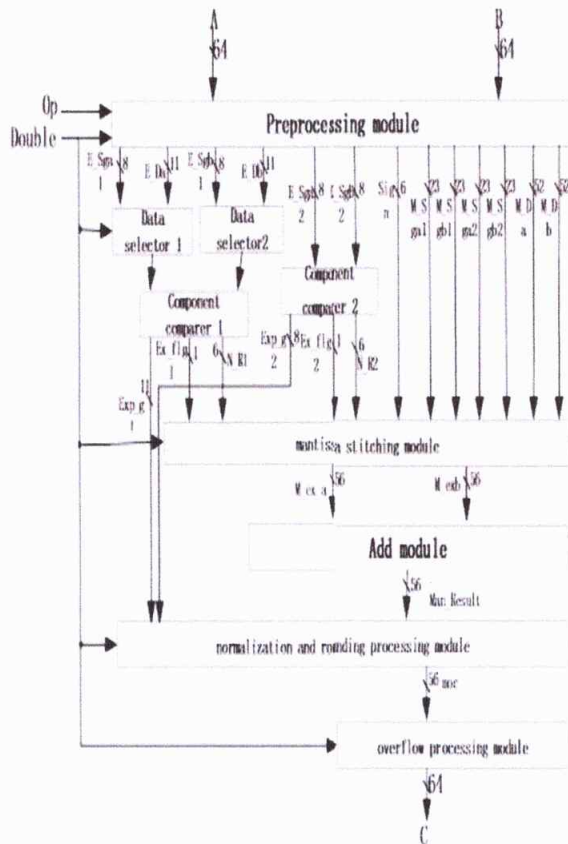 A
B
64
64
Op
Double
Preprocessing module
E_Sga 8
1
E_Da 11
E_Sgb 8
1
E_Db 11
8
2
8
2
6
a
23
23
23
23
52
52
M_S
M_S
M_S
M_S
M_D
M_D
ga1
gb1
ga2
gb2
a
b
Data
selector 1
Data
selector2
Component
comparer 1
Component
comparer 2
Ex_flg 1
1
6
N_R1
Exp_g 8
2
Ex_flg 1
2
6
N_R2
11
Exp_g
1
mantissa stitching module
56
M_ex_a
56
M_exb
Add module
56
Man_Result
normalization and rounding processing module
56
overflow processing module
64
C